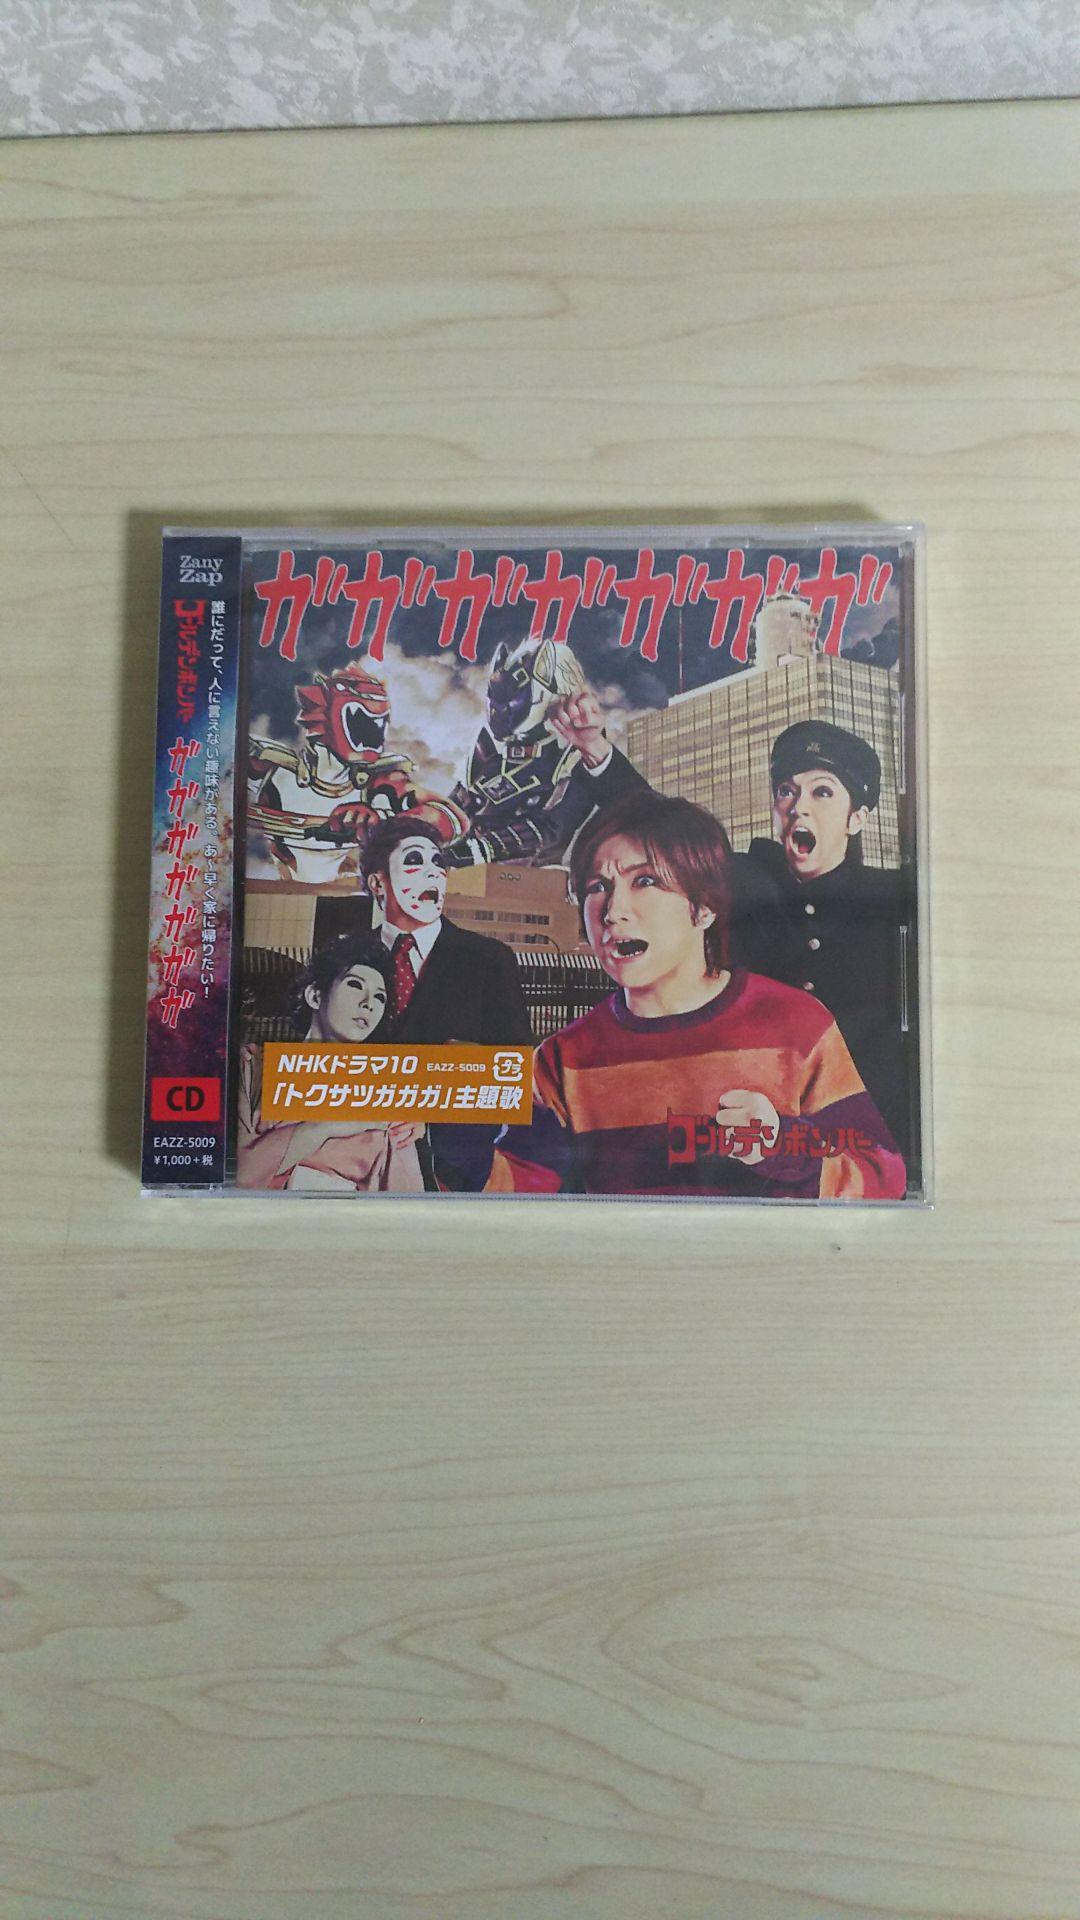 Zany
Zap
ゴールデンボンバー
ガガガガガガガ
誰にだって、人に言えない趣味がある。あ～早く家に帰りたい！
CD
EAZZ-5009
¥1,000+税
ガガガガガガガ
NHKドラマ10 EAZZ-5009 プラ
「トクサツガガガ」主題歌
ゴールデンボンバー